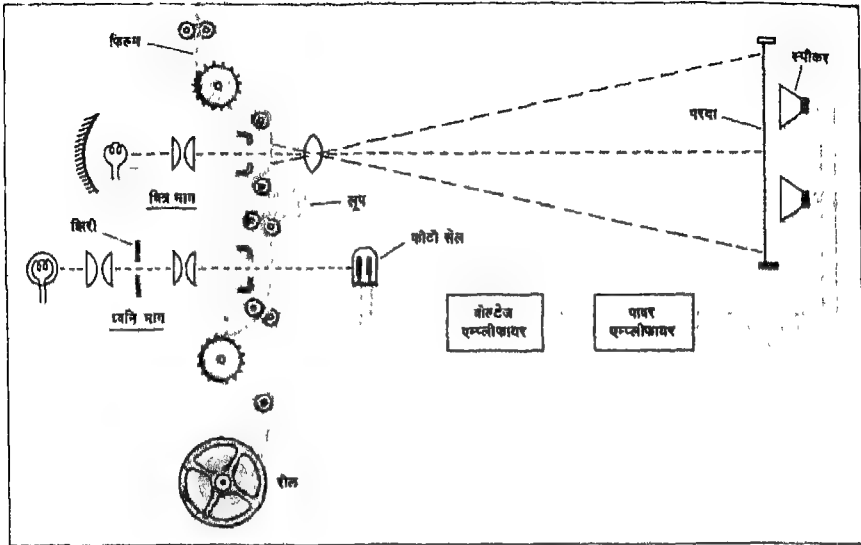 फिल्म
स्पीकर
परदा
चित्र भाग
लूप
झिरी
फोटो सेल
ध्वनि भाग
वोल्टेज
एम्प्लीफायर
पावर
एम्प्लीफायर
रील